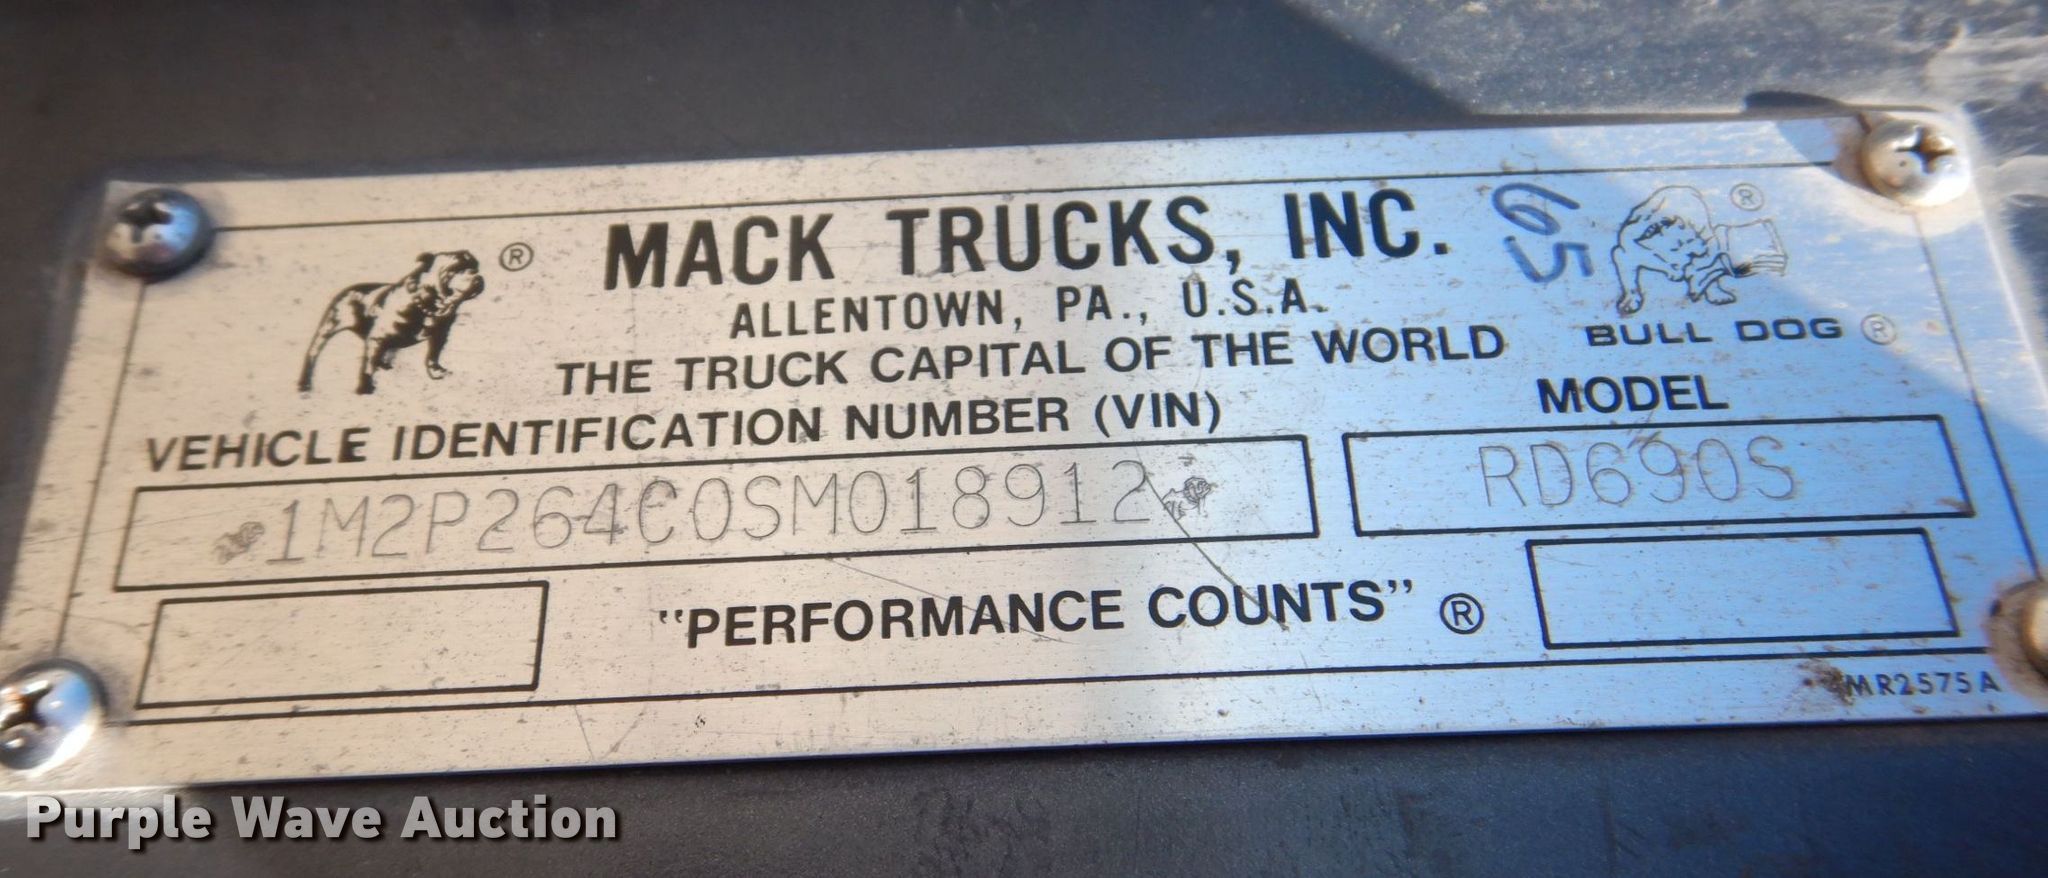 ® MACK TRUCKS, INC. 65 ®
ALLENTOWN, PA., U.S.A.
BULL DOG ®
THE TRUCK CAPITAL OF THE WORLD
VEHICLE IDENTIFICATION NUMBER (VIN)
MODEL
1M2P264C0SM018912
RD690S
"PERFORMANCE COUNTS" ®
MR2575A
Purple Wave Auction